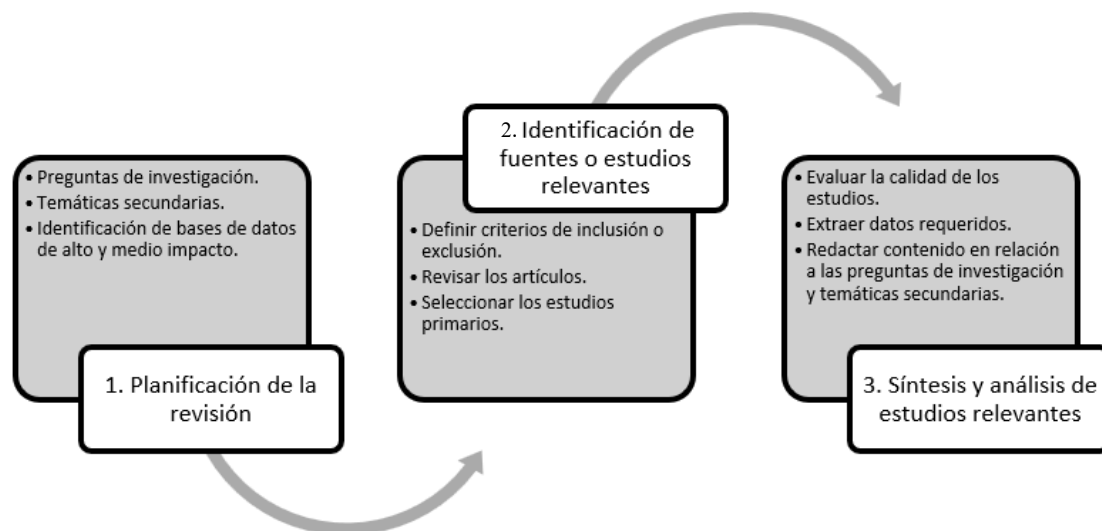 • Preguntas de investigación.
• Temáticas secundarias.
• Identificación de bases de datos
de alto y medio impacto.
1. Planificación de la
revisión
2. Identificación de
fuentes o estudios
relevantes
• Definir criterios de inclusión o
exclusión.
• Revisar los artículos.
• Seleccionar los estudios
primarios.
• Evaluar la calidad de los
estudios.
• Extraer datos requeridos.
• Redactar contenido en relación
a las preguntas de investigación
y temáticas secundarias.
3. Síntesis y análisis de
estudios relevantes